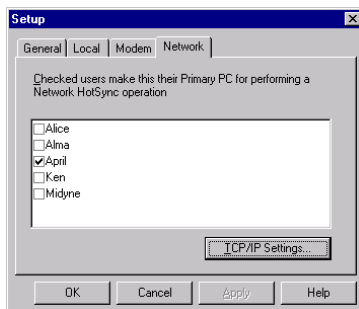 Setup
General Local Modem Network
Checked users make this their Primary PC for performing a
Network HotSync operation
Alice
Alma
April
Ken
Midyne
TCP/IP Settings...
OK Cancel Apply Help